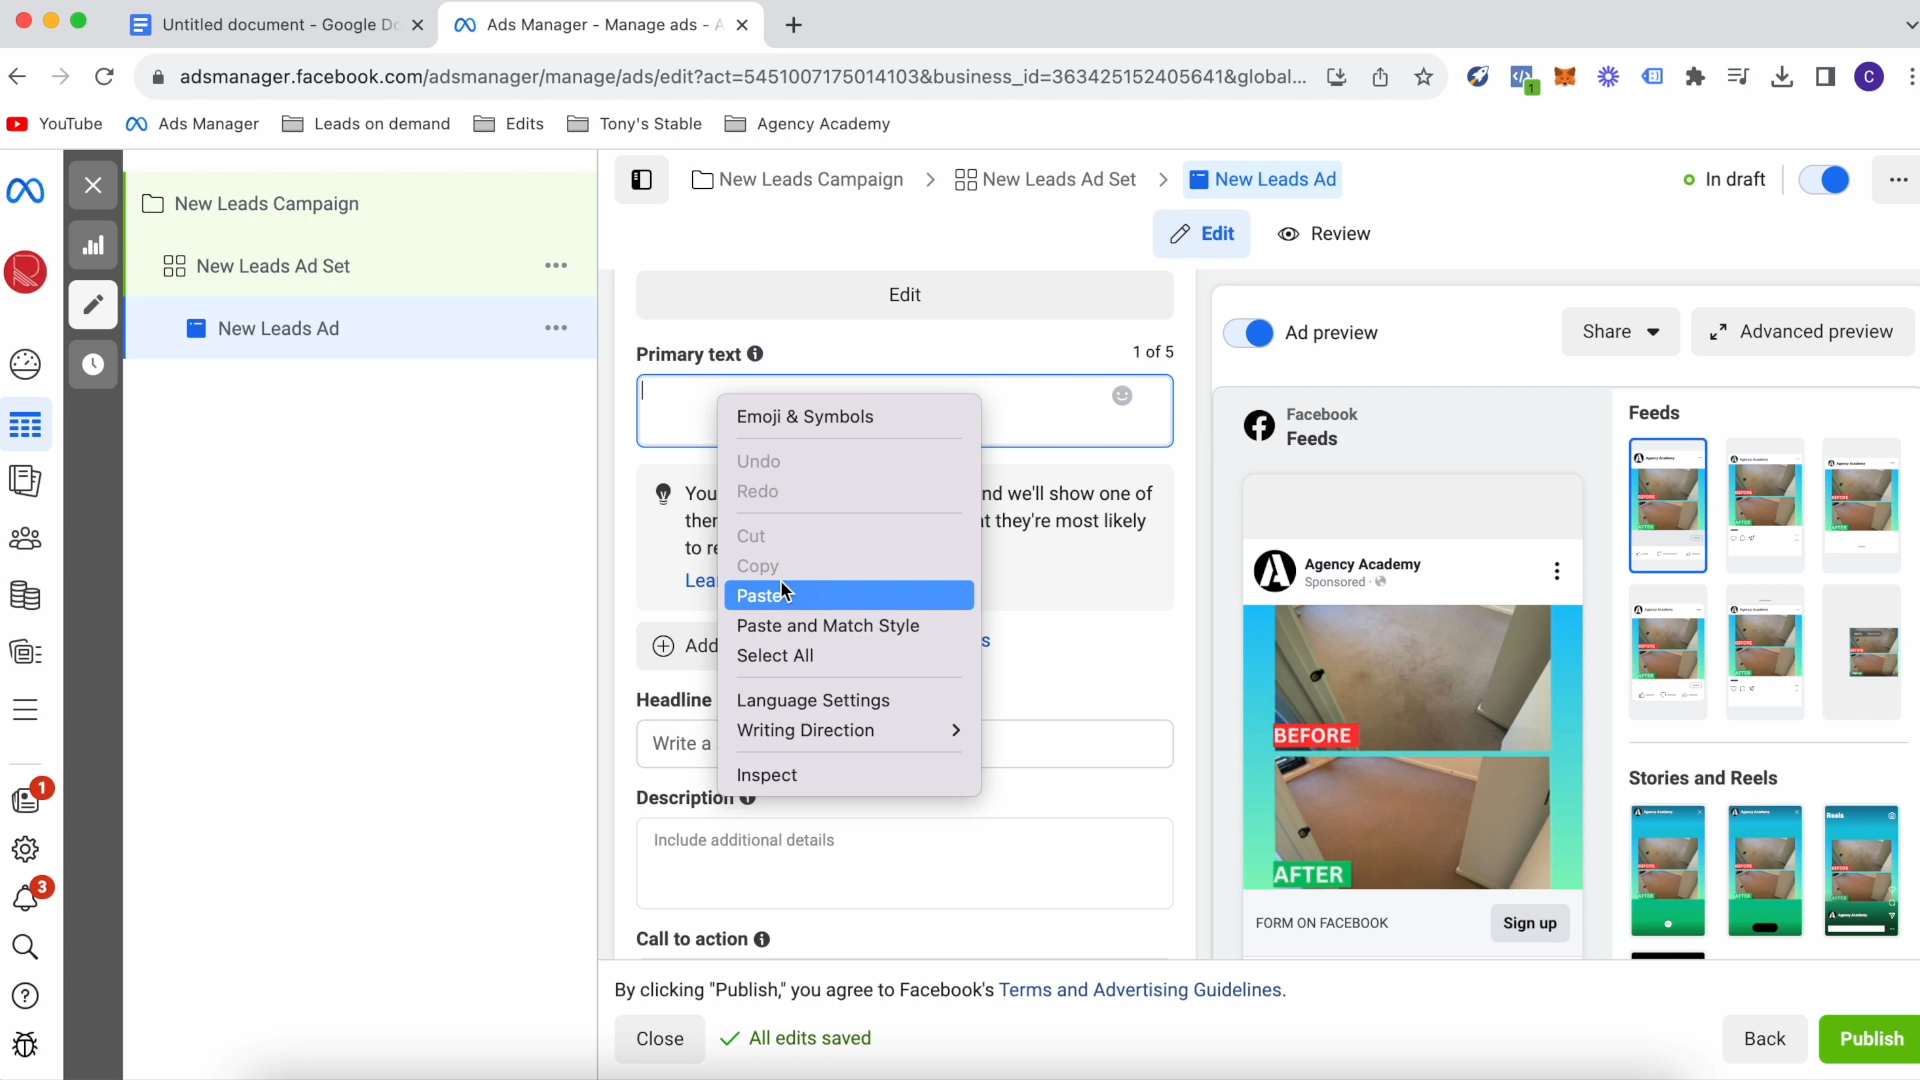 Untitled document - Google Do
Ads Manager - Manage ads - A
adsmanager.facebook.com/adsmanager/manage/ads/edit?act=5451007175014103&business_id=363425152405641&global...
1
C
YouTube
Ads Manager
Leads on demand
Edits
Tony's Stable
Agency Academy
New Leads Campaign
New Leads Ad Set
New Leads Ad
New Leads Campaign
New Leads Ad Set
New Leads Ad
In draft
Edit
Review
Edit
Primary text
1 of 5
Emoji & Symbols
Undo
Redo
Cut
Copy
Paste
Paste and Match Style
Select All
Language Settings
Writing Direction
Inspect
You
nd we'll show one of
t they're most likely
to re
Lea
Add
s
Headline
Write a
Description
Include additional details
Call to action
Ad preview
Share
Advanced preview
Facebook
Feeds
Agency Academy
Sponsored ·
BEFORE
AFTER
FORM ON FACEBOOK
Sign up
Feeds
Stories and Reels
Reels
1
3
By clicking "Publish," you agree to Facebook's Terms and Advertising Guidelines.
Close
All edits saved
Back
Publish